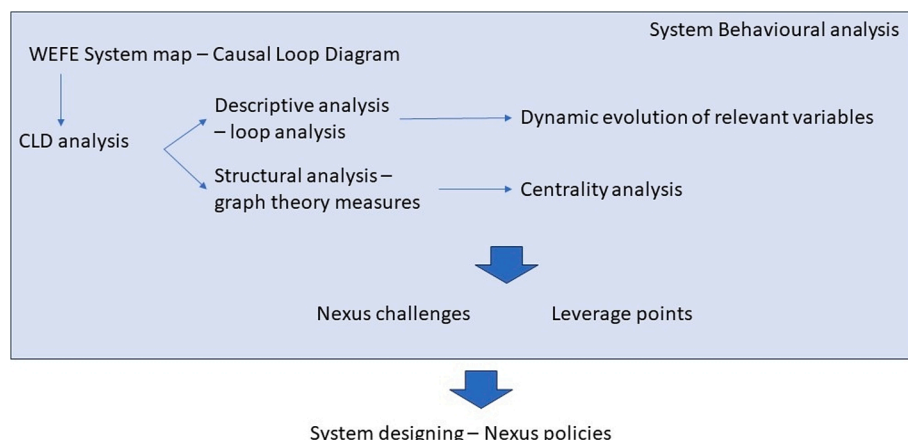 System Behavioural analysis
WEFE System map – Causal Loop Diagram
CLD analysis
Descriptive analysis
– loop analysis
Dynamic evolution of relevant variables
Structural analysis –
graph theory measures
Centrality analysis
Nexus challenges
Leverage points
System designing – Nexus policies